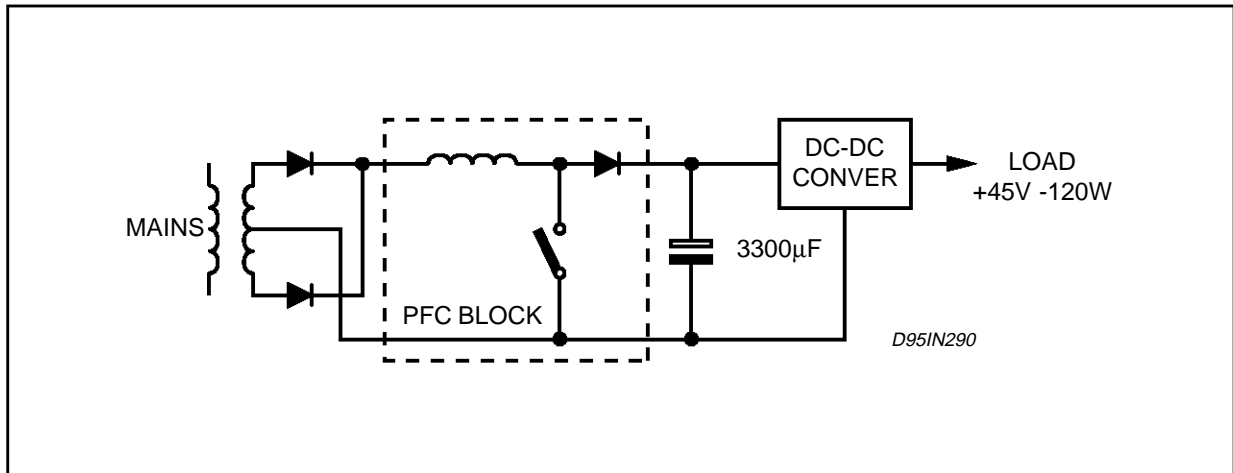 MAINS
PFC BLOCK
3300μF
DC-DC
CONVER
LOAD
+45V -120W
D95IN290